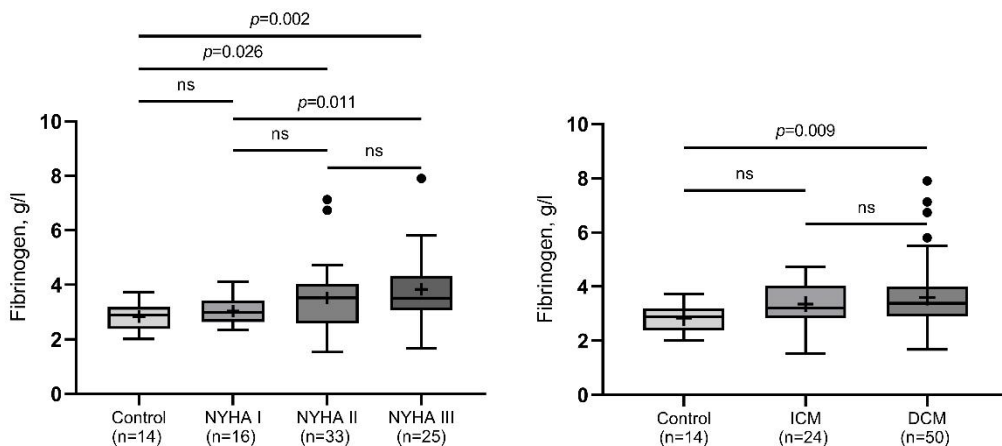 p=0.002
p=0.026
ns
p=0.011
ns
ns
10
8
6
4
2
0
Fibrinogen, g/l
Control
(n=14)
NYHA I
(n=16)
NYHA II
(n=33)
NYHA III
(n=25)
p=0.009
ns
ns
10
8
6
4
2
0
Fibrinogen, g/l
Control
(n=14)
ICM
(n=24)
DCM
(n=50)